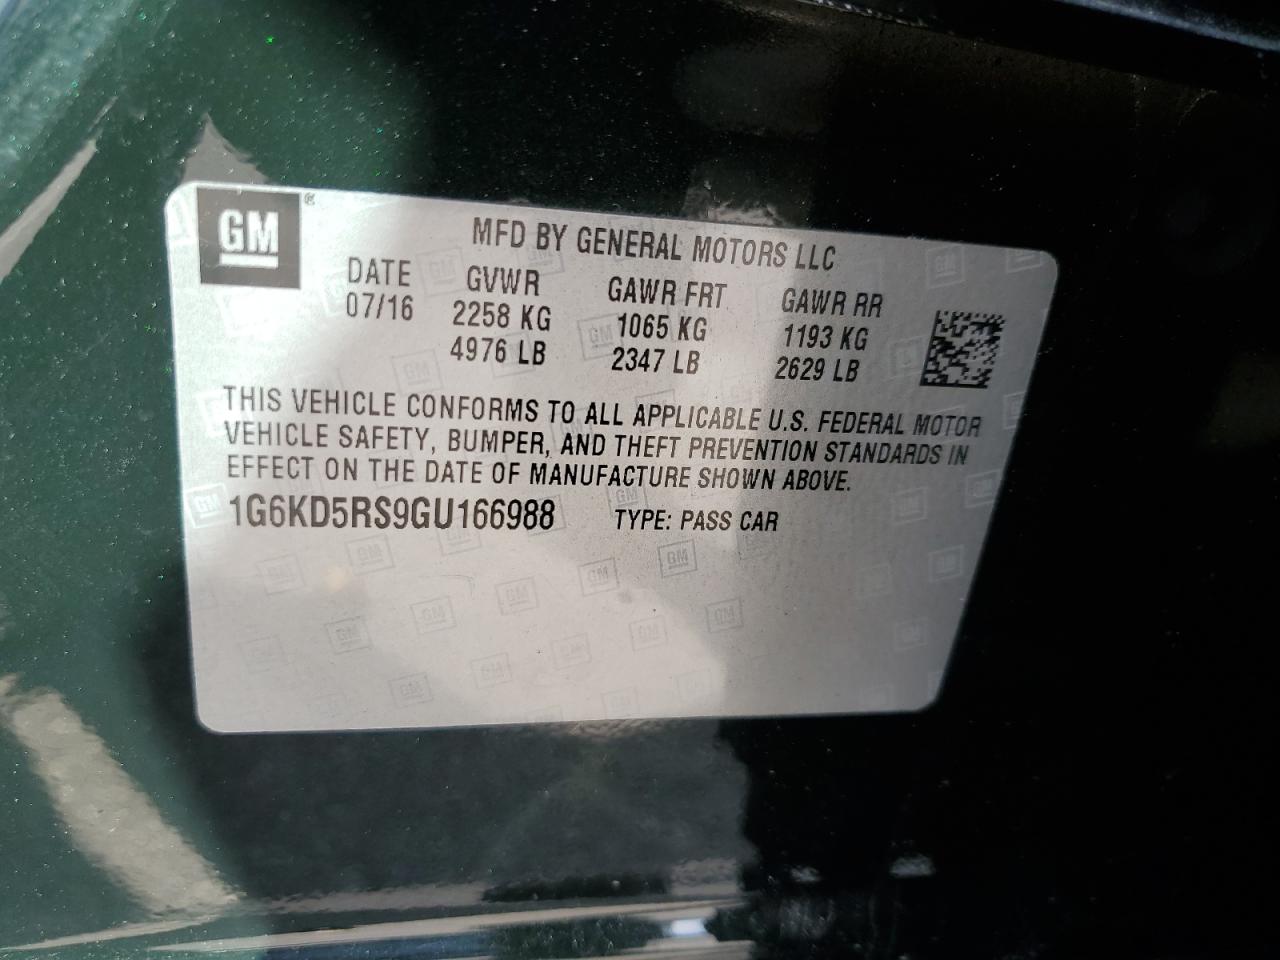 GM ®
MFD BY GENERAL MOTORS LLC
DATE GVWR GAWR FRT GAWR RR
07/16 2258 KG 1065 KG 1193 KG
4976 LB 2347 LB 2629 LB
THIS VEHICLE CONFORMS TO ALL APPLICABLE U.S. FEDERAL MOTOR
VEHICLE SAFETY, BUMPER, AND THEFT PREVENTION STANDARDS IN
EFFECT ON THE DATE OF MANUFACTURE SHOWN ABOVE.
1G6KD5RS9GU166988 TYPE: PASS CAR